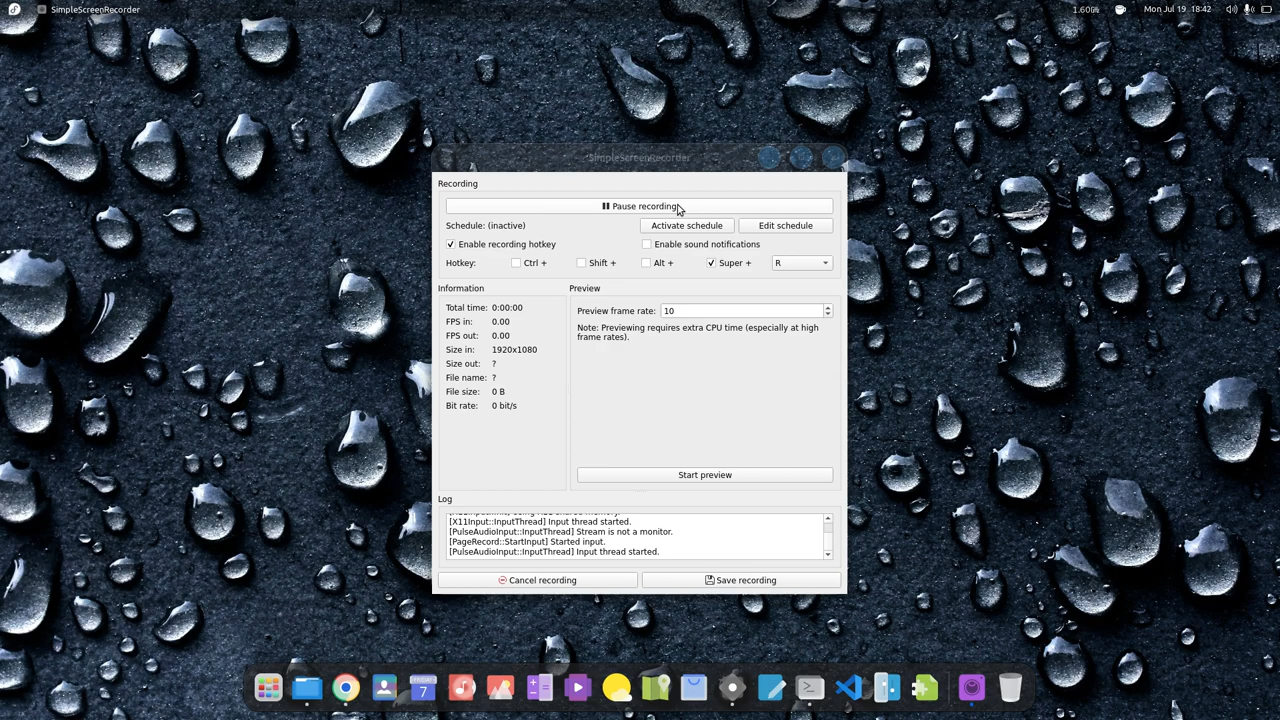 SimpleScreenRecorder
1.60% Mon Jul 19 18:42
SimpleScreenRecorder
Recording
Pause recording
Schedule: (inactive) Activate schedule Edit schedule
Enable recording hotkey Enable sound notifications
Hotkey: Ctrl + Shift + Alt + Super + R
Information
Total time: 0:00:00
FPS in: 0.00
FPS out: 0.00
Size in: 1920x1080
Size out: ?
File name: ?
File size: 0 B
Bit rate: 0 bit/s
Preview
Preview frame rate: 10
Note: Previewing requires extra CPU time (especially at high
frame rates).
Start preview
Log
[X11Input::InputThread] Input thread started.
[PulseAudioInput::InputThread] Stream is not a monitor.
[PageRecord::StartInput] Started input.
[PulseAudioInput::InputThread] Input thread started.
Cancel recording Save recording
7